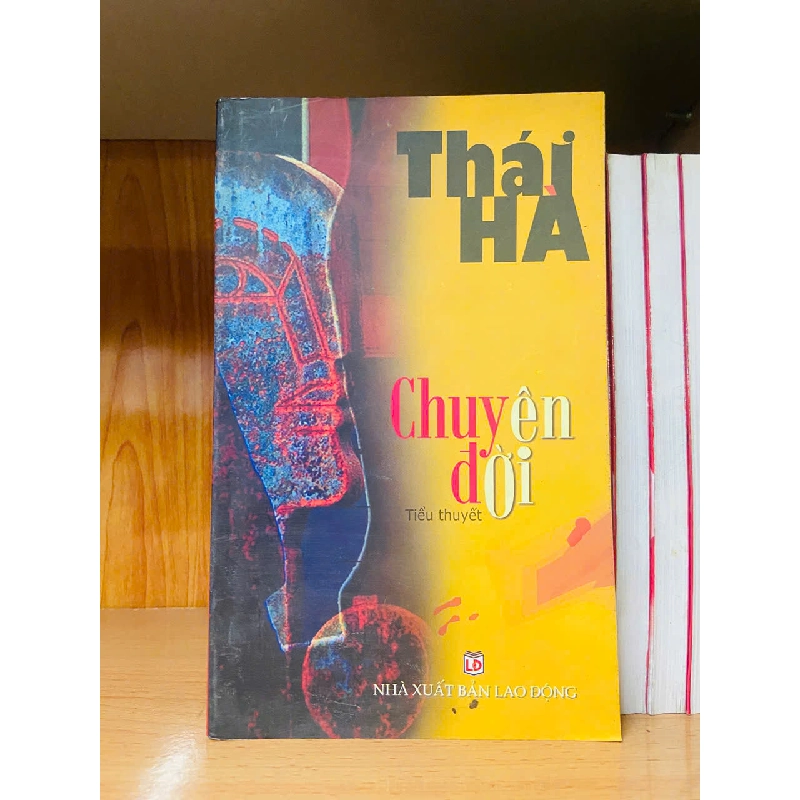 Thái
HÀ
Chuyện
đời
Tiểu thuyết
LĐ
NHÀ XUẤT BẢN LAO ĐỘNG